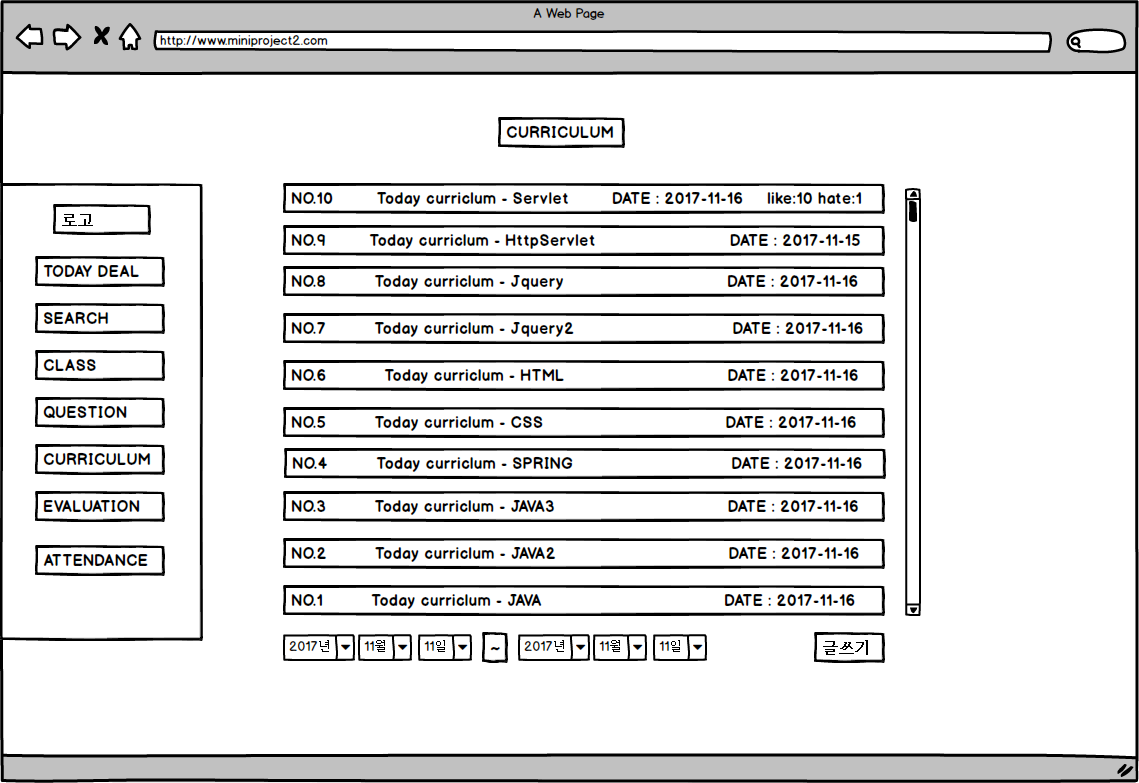 A Web Page
http://www.miniproject2.com
CURRICULUM
로고
TODAY DEAL
SEARCH
CLASS
QUESTION
CURRICULUM
EVALUATION
ATTENDANCE
NO.10 Today curriclum - Servlet DATE : 2017-11-16 like:10 hate:1
NO.9 Today curriclum - HttpServlet DATE : 2017-11-15
NO.8 Today curriclum - Jquery DATE : 2017-11-16
NO.7 Today curriclum - Jquery2 DATE : 2017-11-16
NO.6 Today curriclum - HTML DATE : 2017-11-16
NO.5 Today curriclum - CSS DATE : 2017-11-16
NO.4 Today curriclum - SPRING DATE : 2017-11-16
NO.3 Today curriclum - JAVA3 DATE : 2017-11-16
NO.2 Today curriclum - JAVA2 DATE : 2017-11-16
NO.1 Today curriclum - JAVA DATE : 2017-11-16
2017년 11월 11일 ~ 2017년 11월 11일 글쓰기